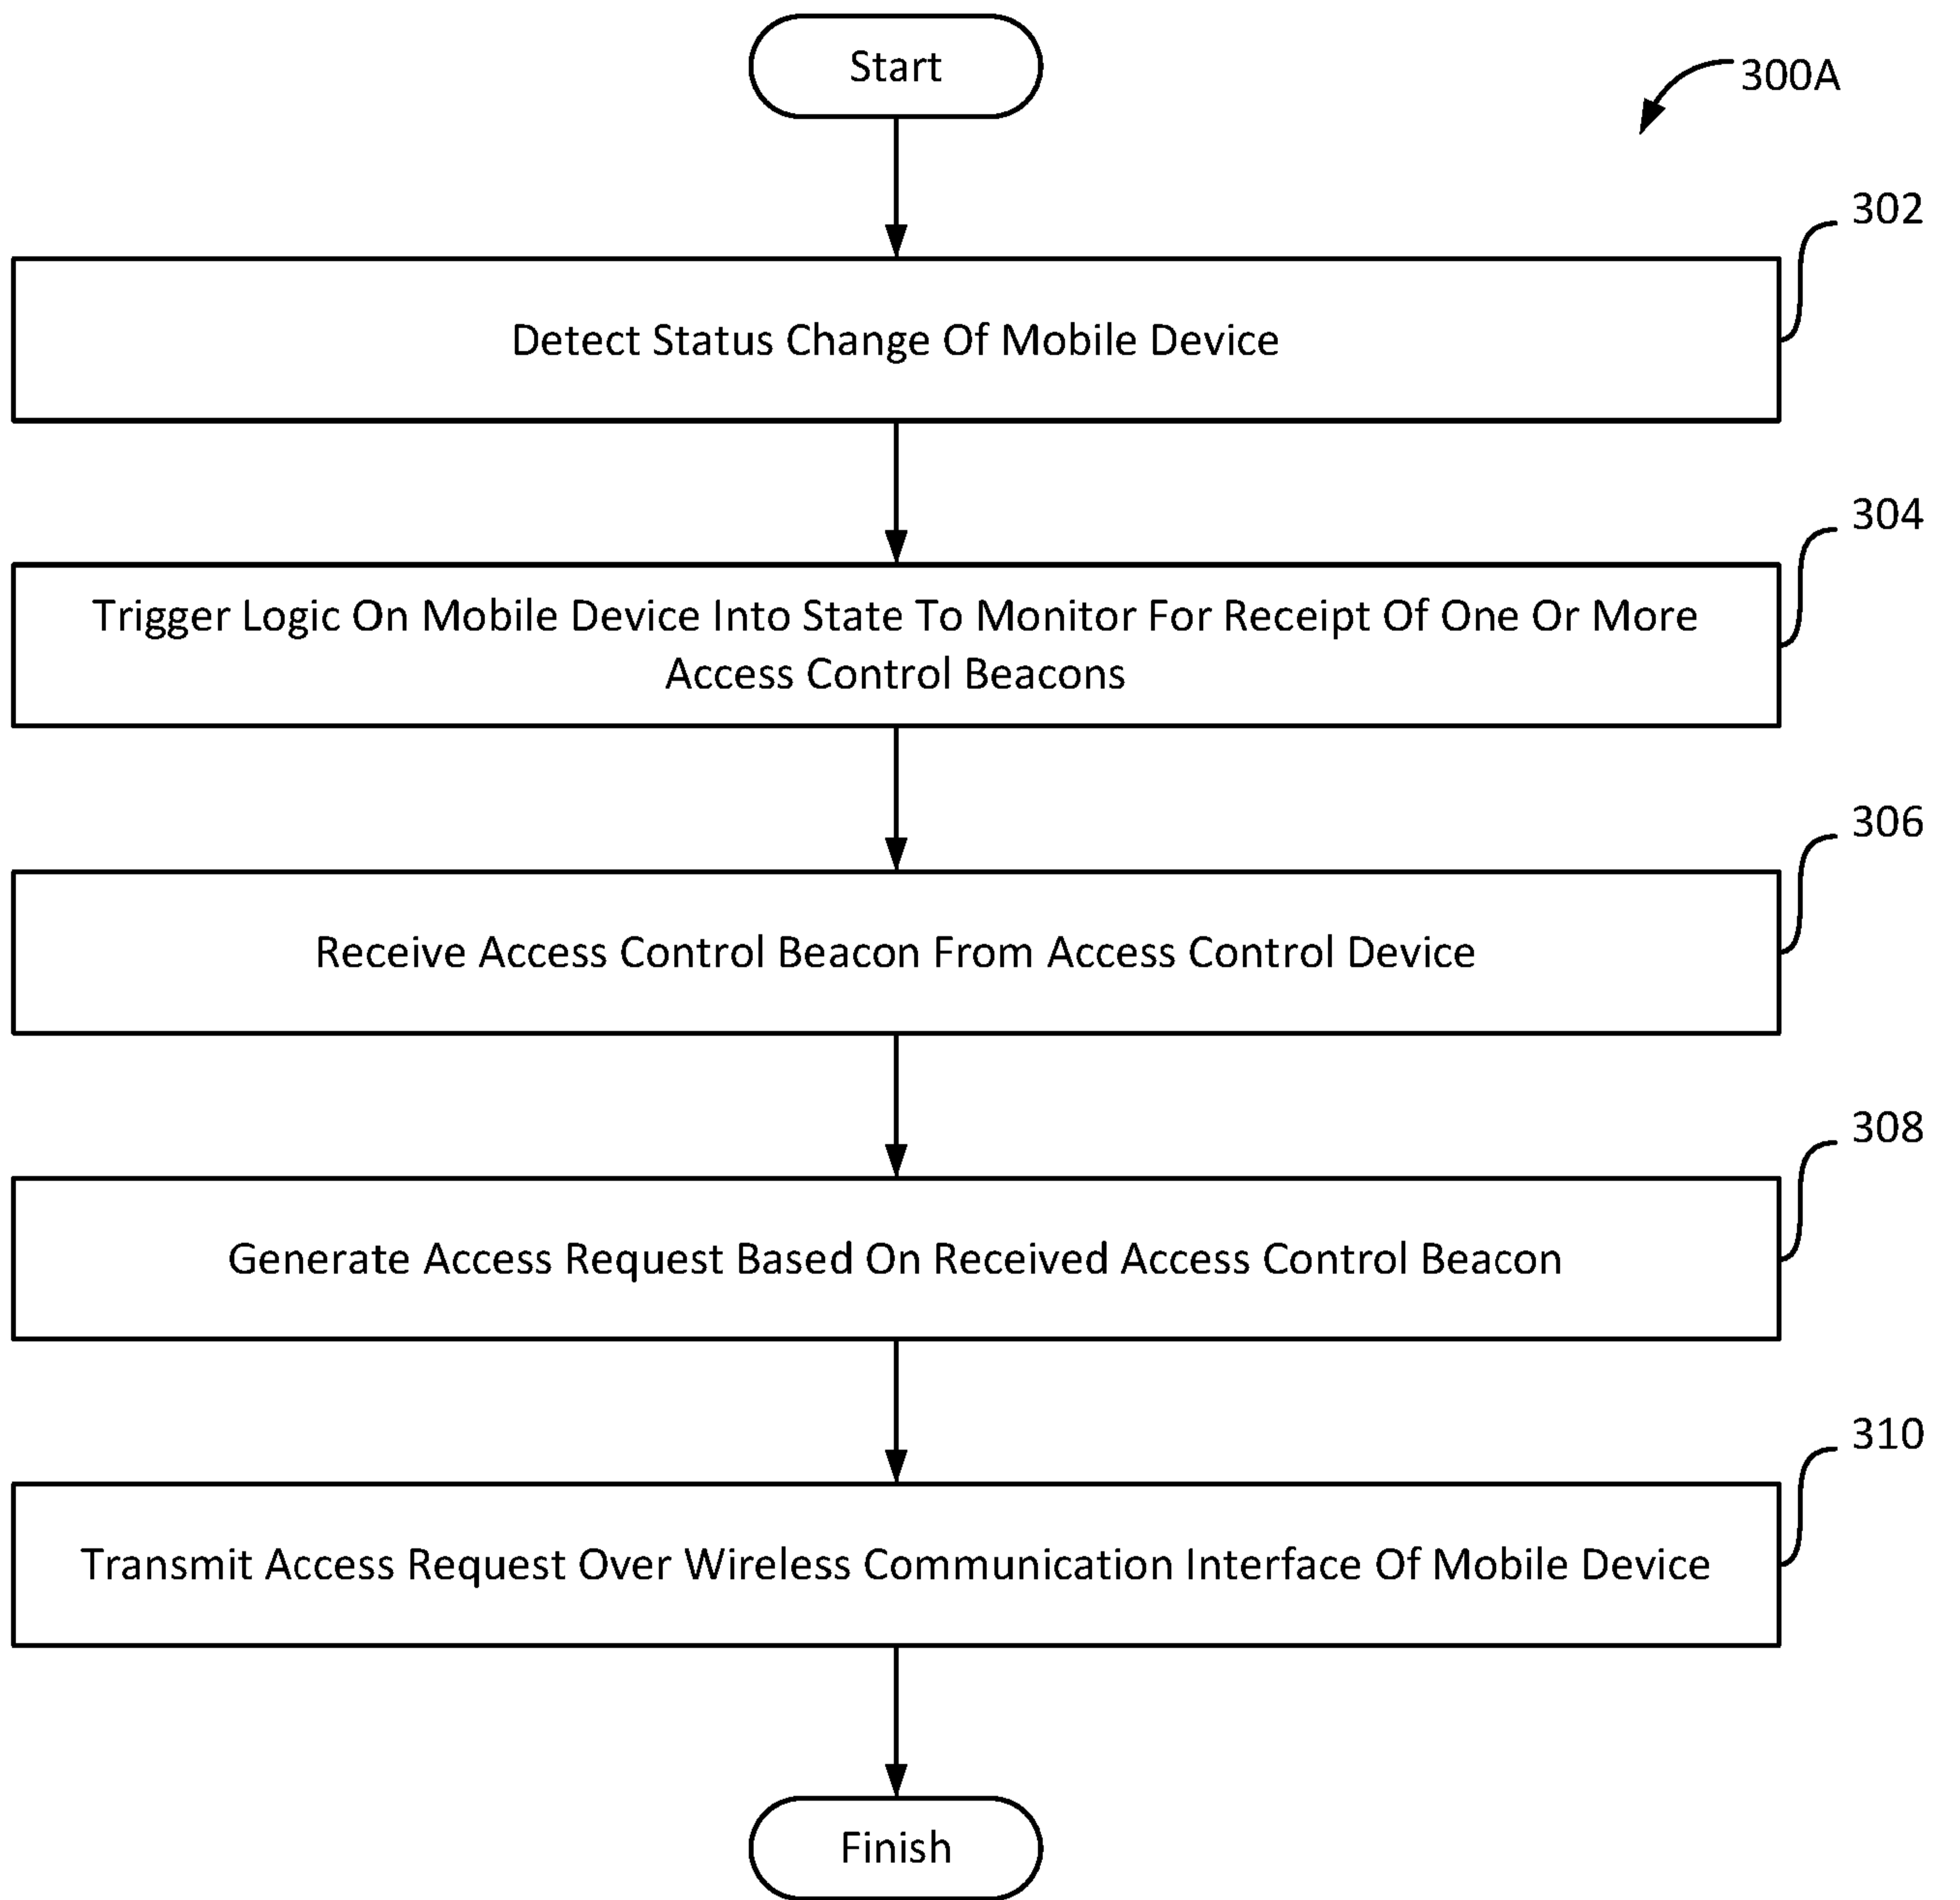 Start
300A
302
Detect Status Change Of Mobile Device
304
Trigger Logic On Mobile Device Into State To Monitor For Receipt Of One Or More
Access Control Beacons
306
Receive Access Control Beacon From Access Control Device
308
Generate Access Request Based On Received Access Control Beacon
310
Transmit Access Request Over Wireless Communication Interface Of Mobile Device
Finish